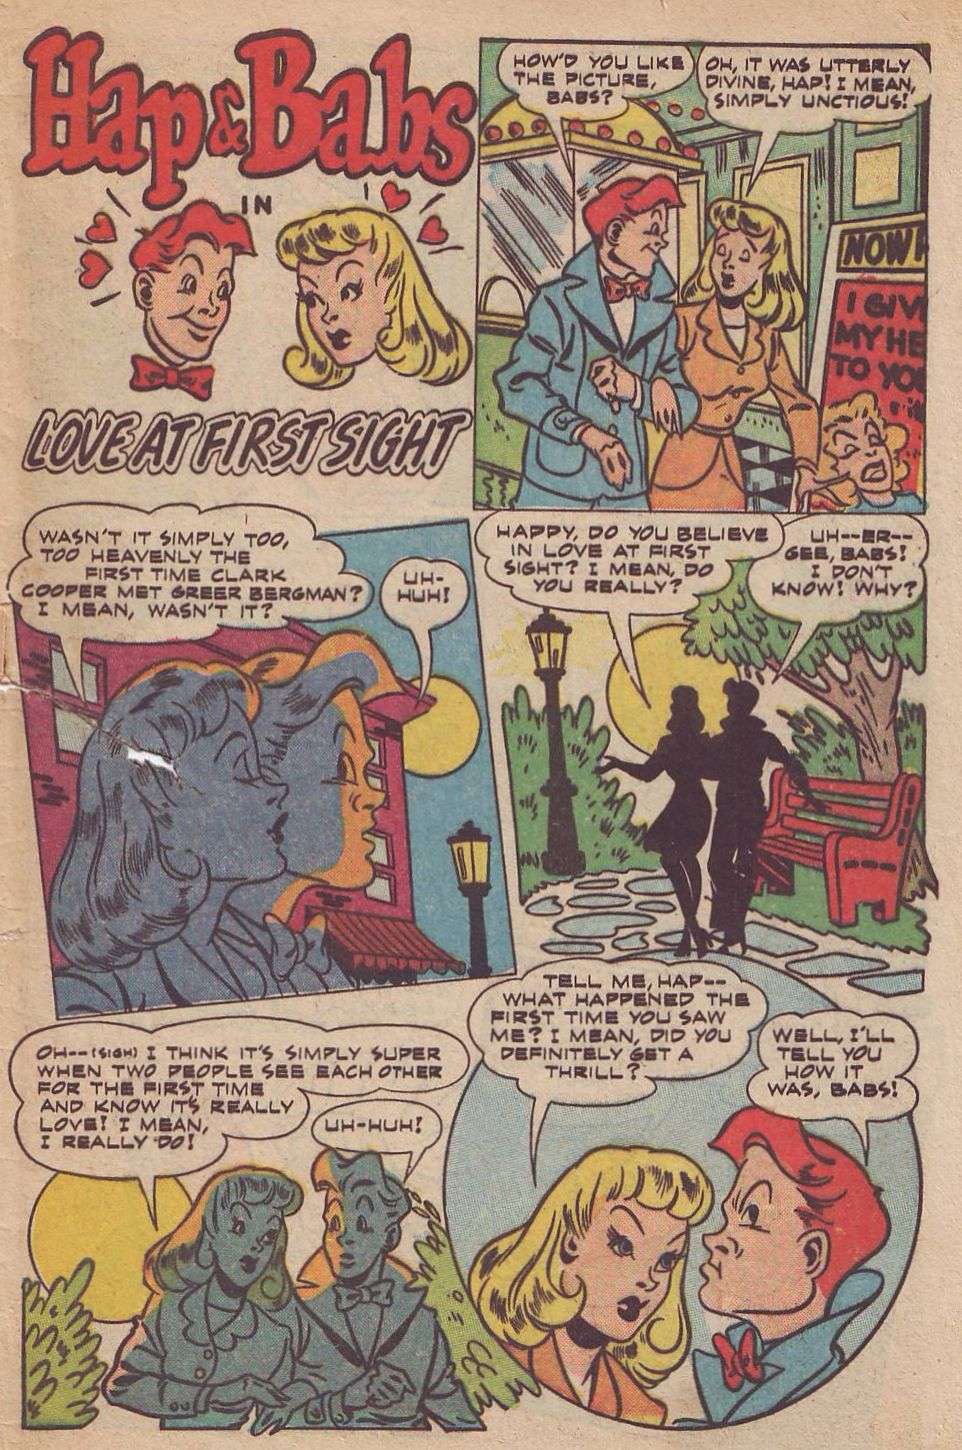 Hap & Babs
IN
LOVE AT FIRST SIGHT
HOW'D YOU LIKE
THE PICTURE,
BABS?
OH, IT WAS UTTERLY
DIVINE, HAP! I MEAN,
SIMPLY UNCTIOUS!
NOW
I GIV
MY HE
TO YOU
WASN'T IT SIMPLY TOO,
TOO HEAVENLY THE
FIRST TIME CLARK
COOPER MET GREER BERGMAN?
I MEAN, WASN'T IT?
UH-
HUH!
HAPPY, DO YOU BELIEVE
IN LOVE AT FIRST
SIGHT? I MEAN, DO
YOU REALLY?
UH--ER--
GEE, BABS!
I DON'T
KNOW! WHY?
OH--(SIGH) I THINK IT'S SIMPLY SUPER
WHEN TWO PEOPLE SEE EACH OTHER
FOR THE FIRST TIME
AND KNOW IT'S REALLY
LOVE! I MEAN,
I REALLY DO!
UH-HUH!
TELL ME, HAP--
WHAT HAPPENED THE
FIRST TIME YOU SAW
ME? I MEAN, DID YOU
DEFINITELY GET A
THRILL?
WELL, I'LL
TELL YOU
HOW IT
WAS, BABS!